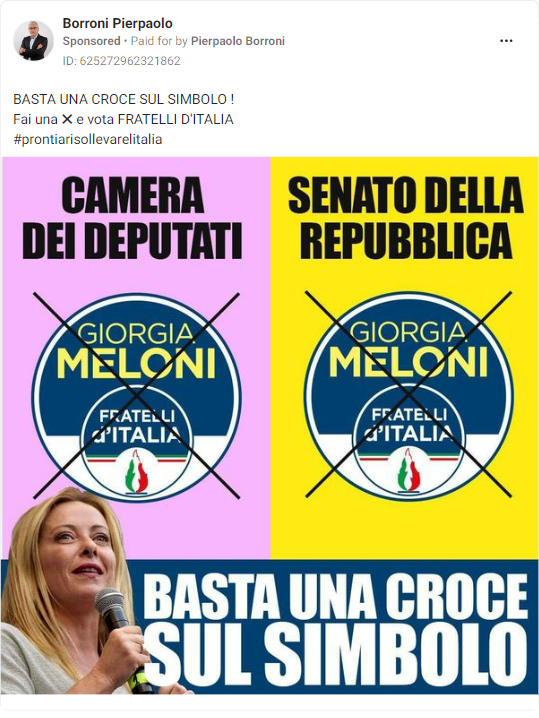 Borroni Pierpaolo
Sponsored • Paid for by Pierpaolo Borroni
ID: 625272962321862
BASTA UNA CROCE SUL SIMBOLO !
Fai una ❌ e vota FRATELLI D'ITALIA
#prontiarisollevarelitalia
CAMERA
DEI DEPUTATI
GIORGIA
MELONI
FRATELLI
d'ITALIA
SENATO DELLA
REPUBBLICA
GIORGIA
MELONI
FRATELLI
d'ITALIA
BASTA UNA CROCE
SUL SIMBOLO